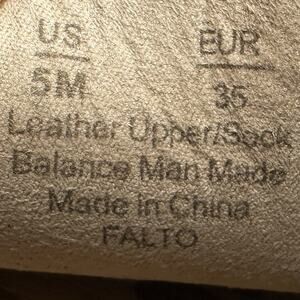 US EUR
5M 35
Leather Upper/Sock
Balance Man Made
Made In China
FALTO